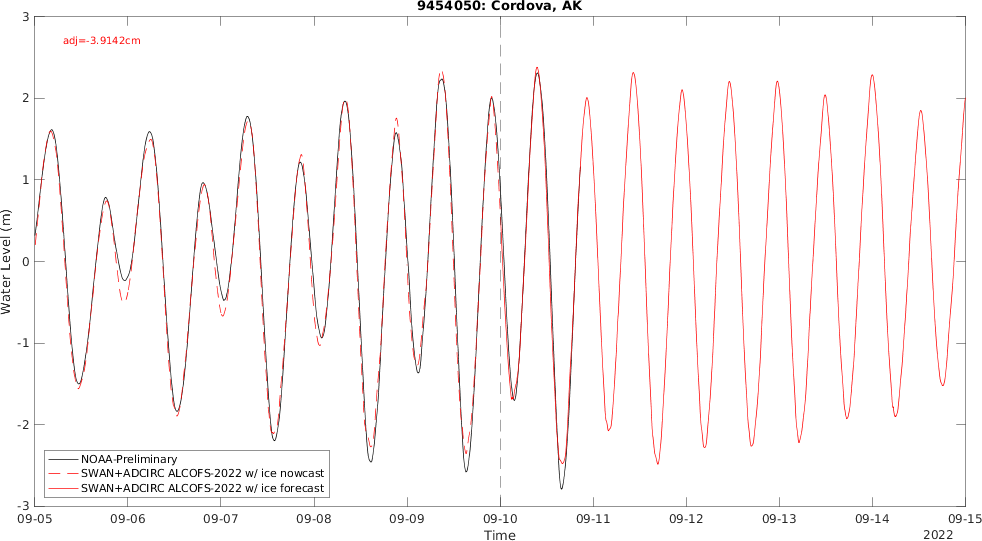 9454050: Cordova, AK
adj=-3.9142cm
3
2
1
0
-1
-2
-3
Water Level (m)
NOAA-Preliminary
SWAN+ADCIRC ALCOFS-2022 w/ ice nowcast
SWAN+ADCIRC ALCOFS-2022 w/ ice forecast
09-05 09-06 09-07 09-08 09-09 09-10 09-11 09-12 09-13 09-14 09-15
Time
2022